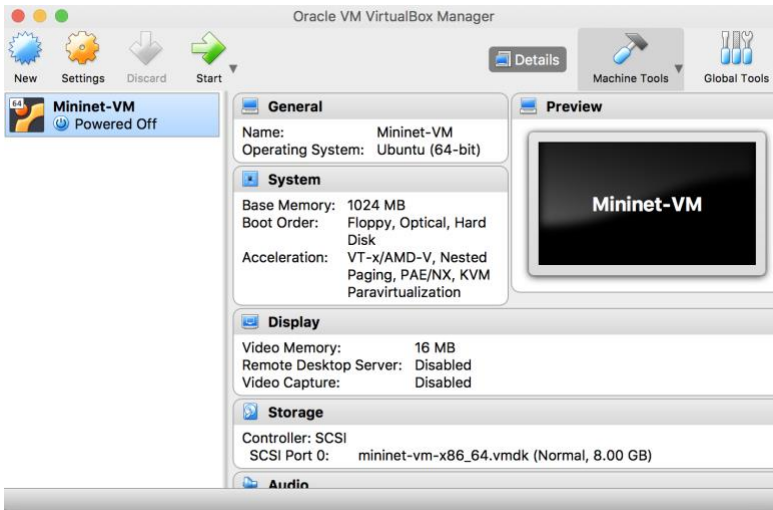 Oracle VM VirtualBox Manager
New
Settings
Discard
Start
Details
Machine Tools
Global Tools
64
Mininet-VM
Powered Off
General
Name: Mininet-VM
Operating System: Ubuntu (64-bit)
System
Base Memory: 1024 MB
Boot Order: Floppy, Optical, Hard
Disk
Acceleration: VT-x/AMD-V, Nested
Paging, PAE/NX, KVM
Paravirtualization
Preview
Mininet-VM
Display
Video Memory: 16 MB
Remote Desktop Server: Disabled
Video Capture: Disabled
Storage
Controller: SCSI
SCSI Port 0: mininet-vm-x86_64.vmdk (Normal, 8.00 GB)
Audio